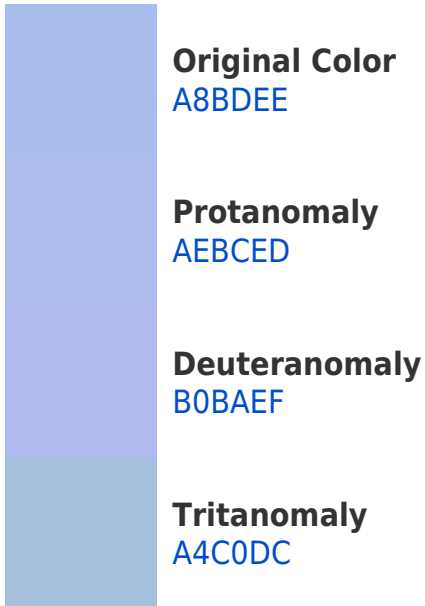 Original Color
A8BDEE
Protanomaly
AEBCED
Deuteranomaly
B0BAEF
Tritanomaly
A4C0DC